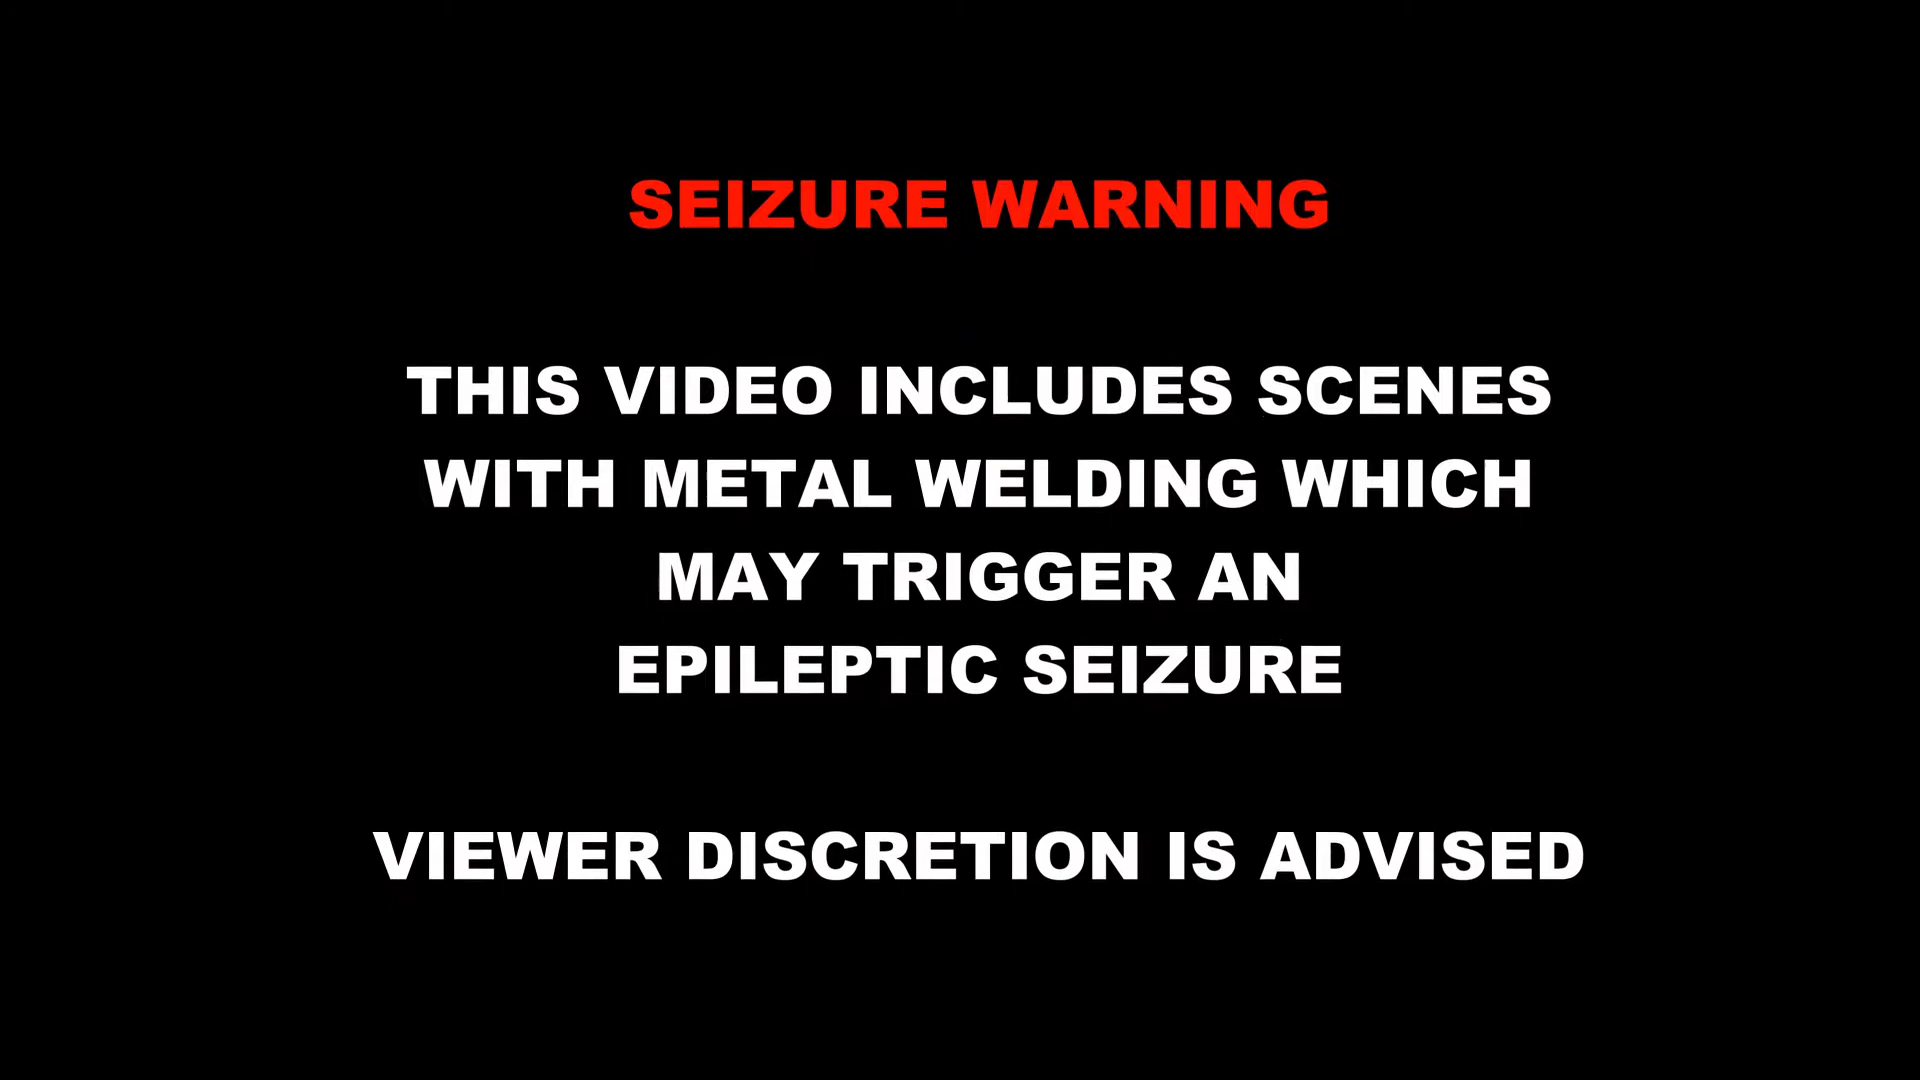 SEIZURE WARNING
THIS VIDEO INCLUDES SCENES
WITH METAL WELDING WHICH
MAY TRIGGER AN
EPILEPTIC SEIZURE
VIEWER DISCRETION IS ADVISED